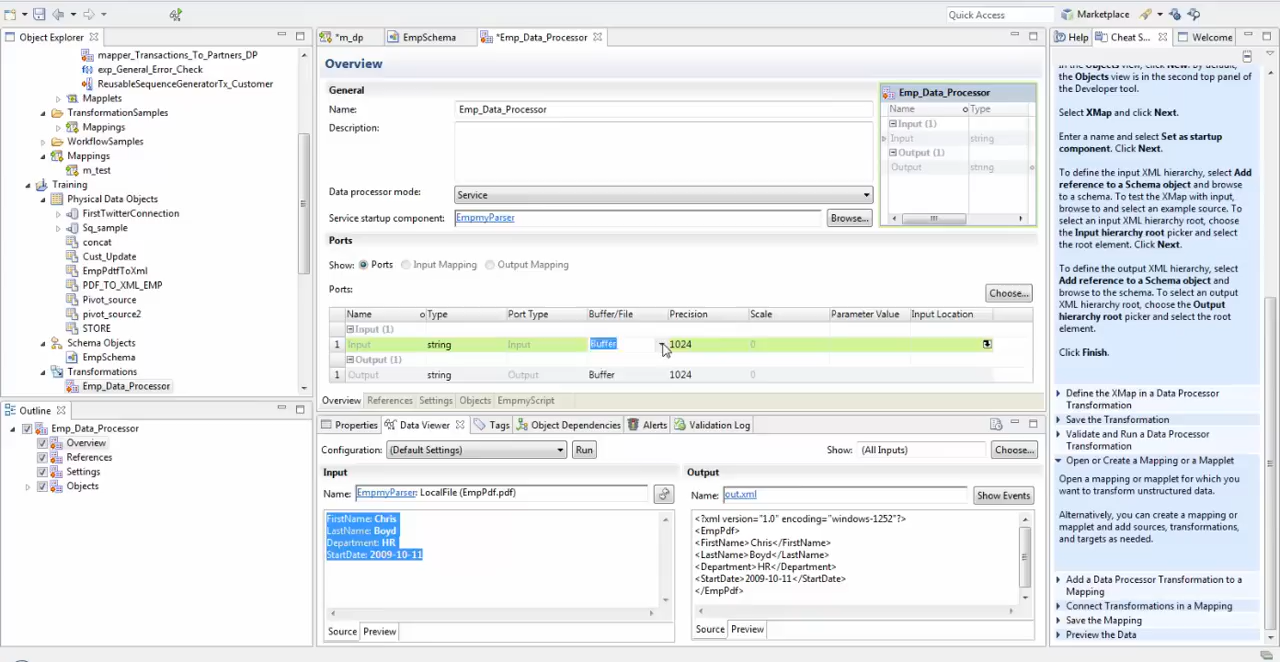 Quick Access
Marketplace
Object Explorer
mapper_Transactions_To_Partners_DP
exp_General_Error_Check
ReusableSequenceGeneratorTx_Customer
Mapplets
TransformationSamples
Mappings
WorkflowSamples
Mappings
m_test
Training
Physical Data Objects
FirstTwitterConnection
Sq_sample
concat
Cust_Update
EmpPdtfToXml
PDF_TO_XML_EMP
Pivot_source
pivot_source2
STORE
Schema Objects
EmpSchema
Transformations
Emp_Data_Processor
Outline
Emp_Data_Processor
Overview
References
Settings
Objects
*m_dp
EmpSchema
*Emp_Data_Processor
Overview
General
Name:
Emp_Data_Processor
Description:
Data processor mode:
Service
Service startup component:
EmpmyParser
Browse...
Emp_Data_Processor
Name
Type
Input (1)
Input
string
Output (1)
Output
string
Ports
Show:
Ports
Input Mapping
Output Mapping
Ports:
Choose...
Name Type Port Type Buffer/File Precision Scale Parameter Value Input Location
Input (1)
1 Input string Input Buffer 1024 0
Output (1)
1 Output string Output Buffer 1024 0
Overview References Settings Objects EmpmyScript
Properties Data Viewer Tags Object Dependencies Alerts Validation Log
Configuration: (Default Settings) Run
Show: (All Inputs) Choose...
Input
Name: EmpmyParser: LocalFile (EmpPdf.pdf)
FirstName: Chris
LastName: Boyd
Department: HR
StartDate: 2009-10-11
Source Preview
Output
Name: out.xml
Show Events
<?xml version="1.0" encoding="windows-1252"?>
<EmpPdf>
<FirstName>Chris</FirstName>
<LastName>Boyd</LastName>
<Department>HR</Department>
<StartDate>2009-10-11</StartDate>
</EmpPdf>
Source Preview
Help Cheat S... Welcome
In the Objects view, click New. By default,
the Objects view is in the second top panel of
the Developer tool.
Select XMap and click Next.
Enter a name and select Set as startup
component. Click Next.
To define the input XML hierarchy, select Add
reference to a Schema object and browse
to a schema. To test the XMap with input,
browse to and select an example source. To
select an input XML hierarchy root, choose
the Input hierarchy root picker and select
the root element. Click Next.
To define the output XML hierarchy, select
Add reference to a Schema object and
browse to the schema. To select an output
XML hierarchy root, choose the Output
hierarchy root picker and select the root
element.
Click Finish.
Define the XMap in a Data Processor
Transformation
Save the Transformation
Validate and Run a Data Processor
Transformation
Open or Create a Mapping or a Mapplet
Open a mapping or mapplet for which you
want to transform unstructured data.
Alternatively, you can create a mapping or
mapplet and add sources, transformations,
and targets as needed.
Add a Data Processor Transformation to a
Mapping
Connect Transformations in a Mapping
Save the Mapping
Preview the Data